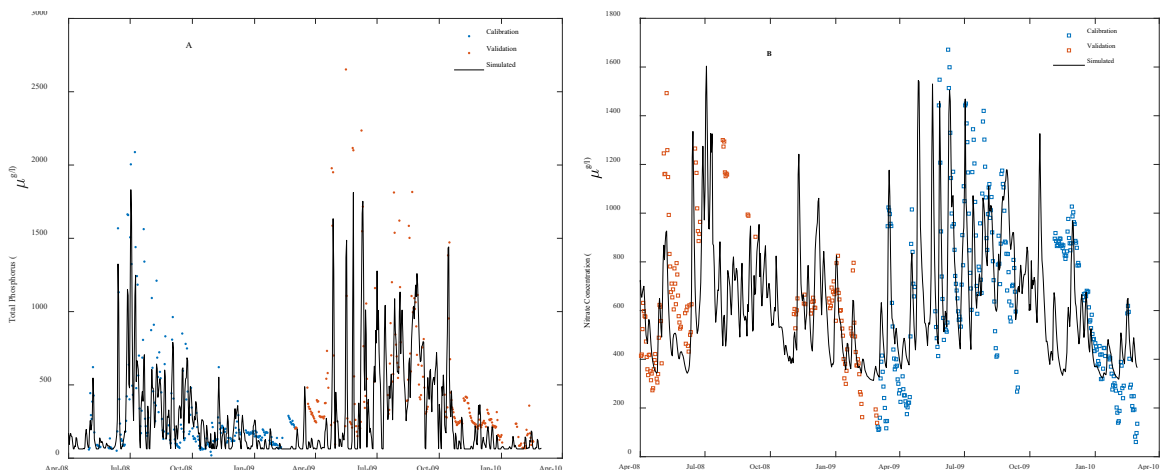 3000
2500
2000
1500
1000
500
0
Total Phosphorus (
μg/l)
A
Calibration
Validation
Simulated
Apr-08
Jul-08
Oct-08
Jan-09
Apr-09
Jul-09
Oct-09
Jan-10
Apr-10
1800
1600
1400
1200
1000
800
600
400
200
0
Nitrate Concentration (
μg/l)
B
Calibration
Validation
Simulated
Apr-08
Jul-08
Oct-08
Jan-09
Apr-09
Jul-09
Oct-09
Jan-10
Apr-10